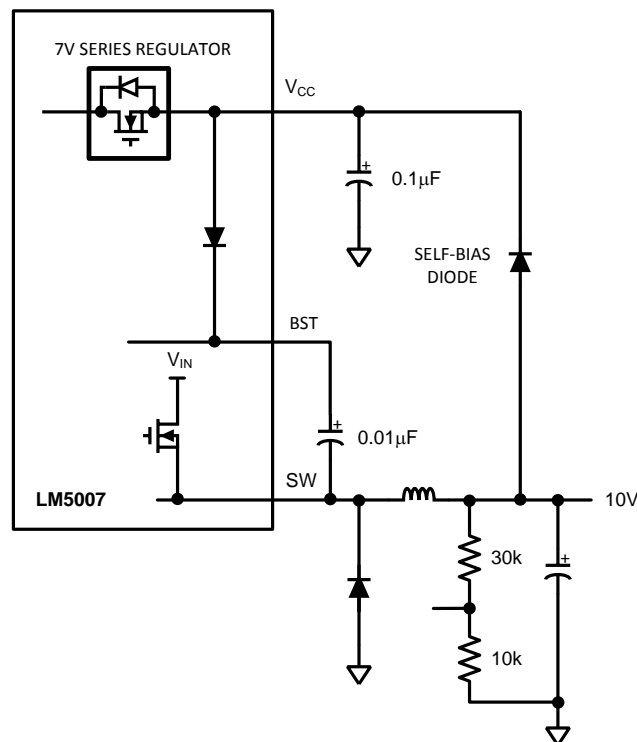 7V SERIES REGULATOR
VCC
0.1µF
SELF-BIAS
DIODE
BST
VIN
0.01µF
SW
LM5007
10V
30k
10k